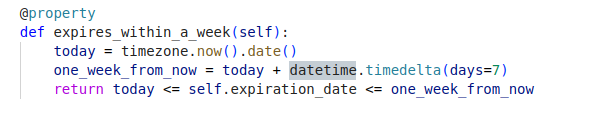 @property
def expires_within_a_week(self):
    today = timezone.now().date()
    one_week_from_now = today + datetime.timedelta(days=7)
    return today <= self.expiration_date <= one_week_from_now